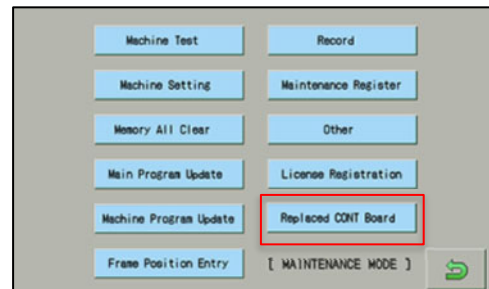 Machine Test
Record
Machine Setting
Maintenance Register
Memory All Clear
Other
Main Program Update
License Registration
Machine Program Update
Replaced CONT Board
Frame Position Entry
[ MAINTENANCE MODE ]